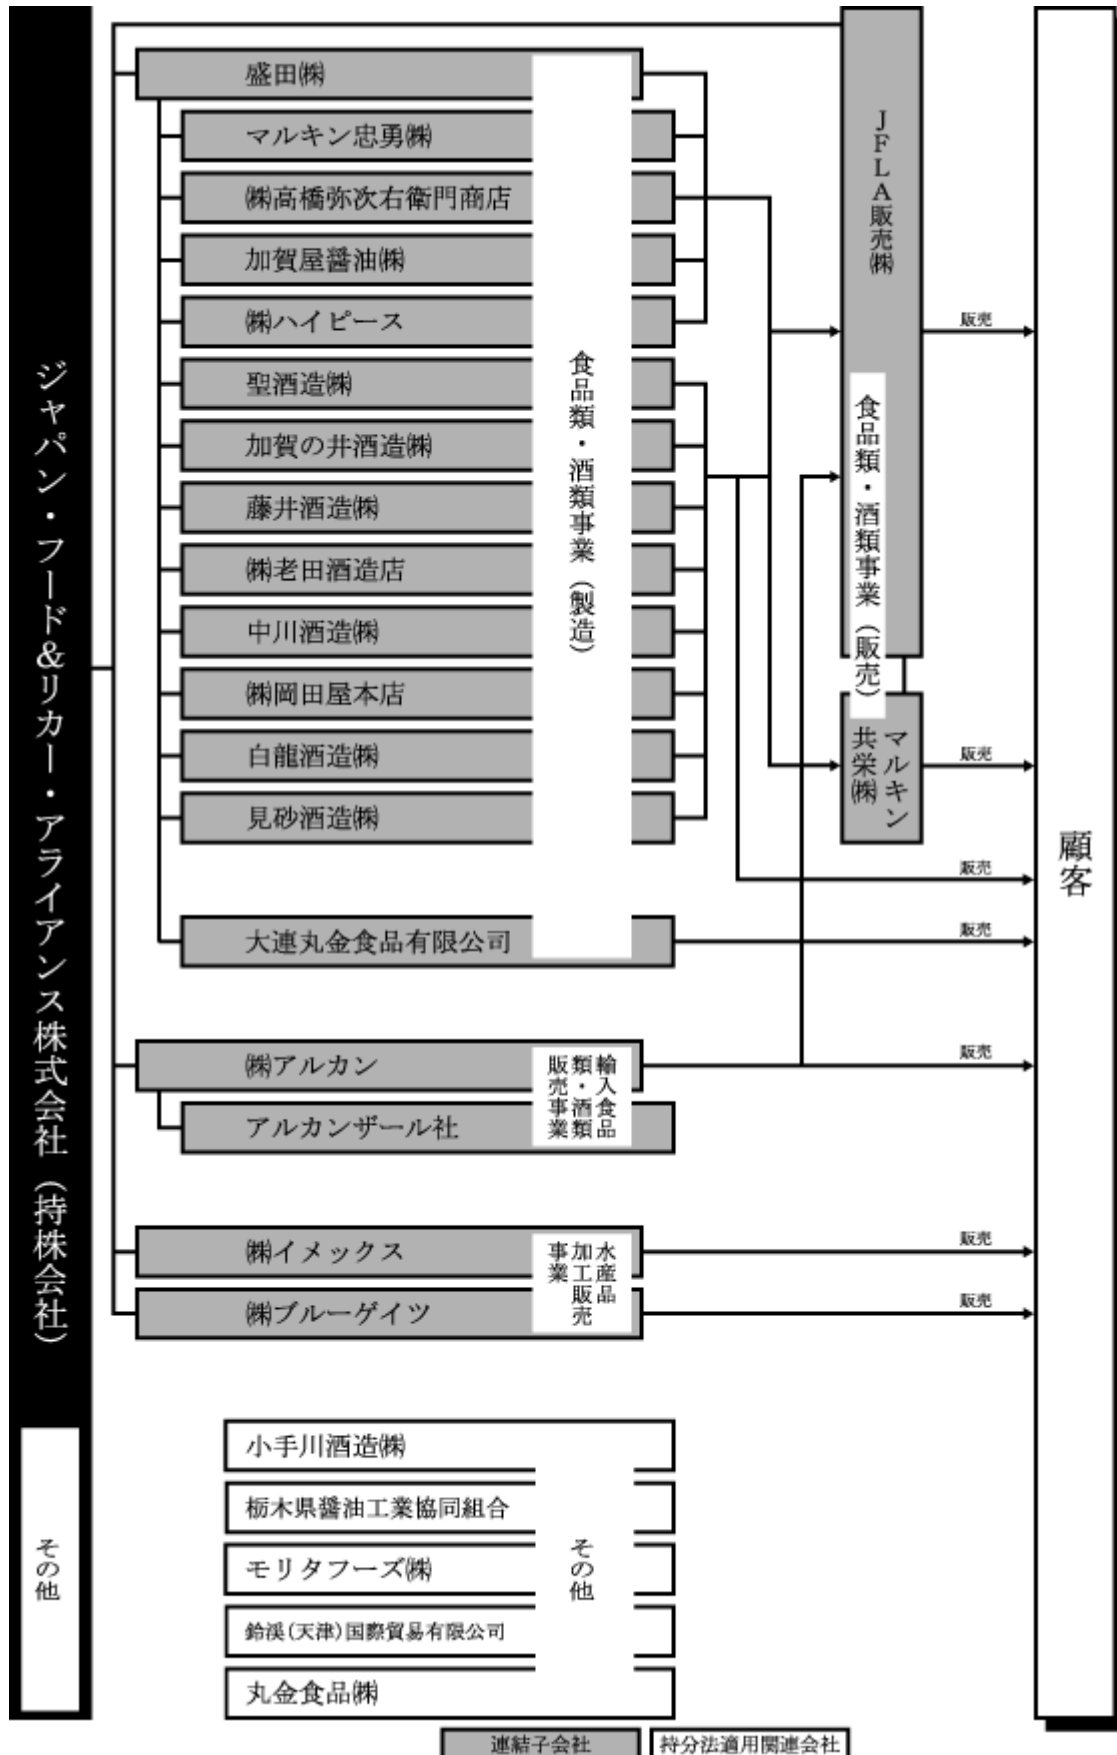 ジャパン・フード&リカー・アライアンス株式会社（持株会社）
その他
盛田㈱
マルキン忠勇㈱
㈱高橋弥次右衛門商店
加賀屋醤油㈱
㈱ハイピース
聖酒造㈱
加賀の井酒造㈱
藤井酒造㈱
㈱老田酒造店
中川酒造㈱
㈱岡田屋本店
白龍酒造㈱
見砂酒造㈱
大連丸金食品有限公司
食品類・酒類事業（製造）
㈱アルカン
アルカンザール社
輸入食品
類・酒類
販売事業
㈱イメックス
㈱ブルーゲイツ
水産品
加工販売
事業
小手川酒造㈱
栃木県醤油工業協同組合
モリタフーズ㈱
鈴渓(天津)国際貿易有限公司
丸金食品㈱
その他
JFLA販売㈱
食品類・酒類事業（販売）
マルキン
共栄㈱
販売
販売
販売
販売
販売
販売
販売
顧客
連結子会社
持分法適用関連会社